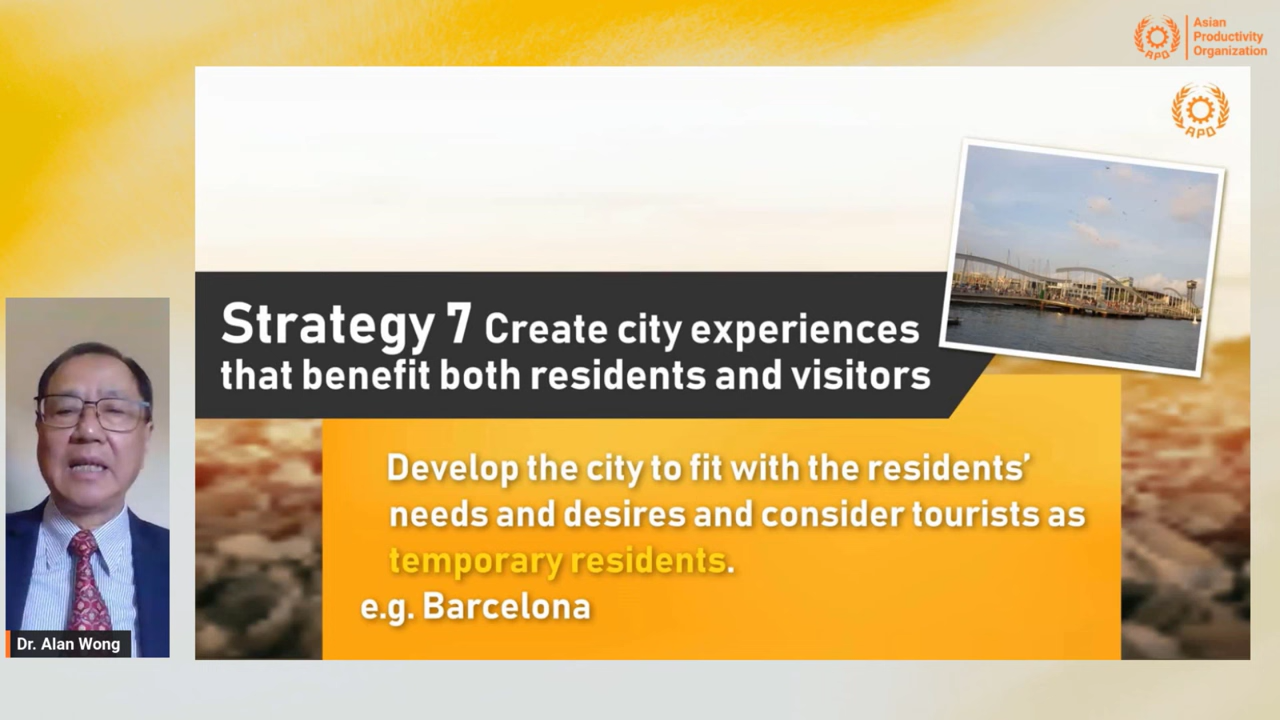 Asian
Productivity
Organization
APO
APO
Strategy 7 Create city experiences
that benefit both residents and visitors
Develop the city to fit with the residents'
needs and desires and consider tourists as
temporary residents.
e.g. Barcelona
Dr. Alan Wong